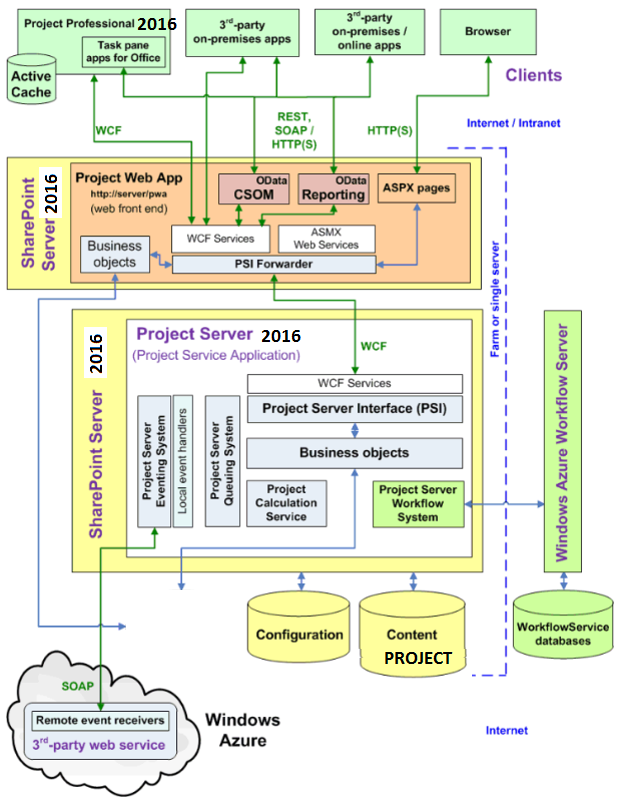 Project Professional 2016
Task pane
apps for Office
Active
Cache
3rd-party
on-premises apps
3rd-party
on-premises /
online apps
Browser
Clients
WCF
REST,
SOAP /
HTTP(S)
HTTP(S)
Internet / Intranet
SharePoint
Server 2016
Project Web App
http://server/pwa
(web front end)
OData
CSOM
OData
Reporting
ASPX pages
WCF Services
ASMX
Web Services
Business
objects
PSI Forwarder
Farm or single server
SharePoint Server 2016
Project Server 2016
(Project Service Application)
WCF
WCF Services
Project Server Interface (PSI)
Business objects
Project Server
Eventing System
Local event handlers
Project Server
Queuing System
Project
Calculation
Service
Project Server
Workflow
System
Windows Azure Workflow Server
Configuration
Content
PROJECT
WorkflowService
databases
SOAP
Remote event receivers
3rd-party web service
Windows
Azure
Internet